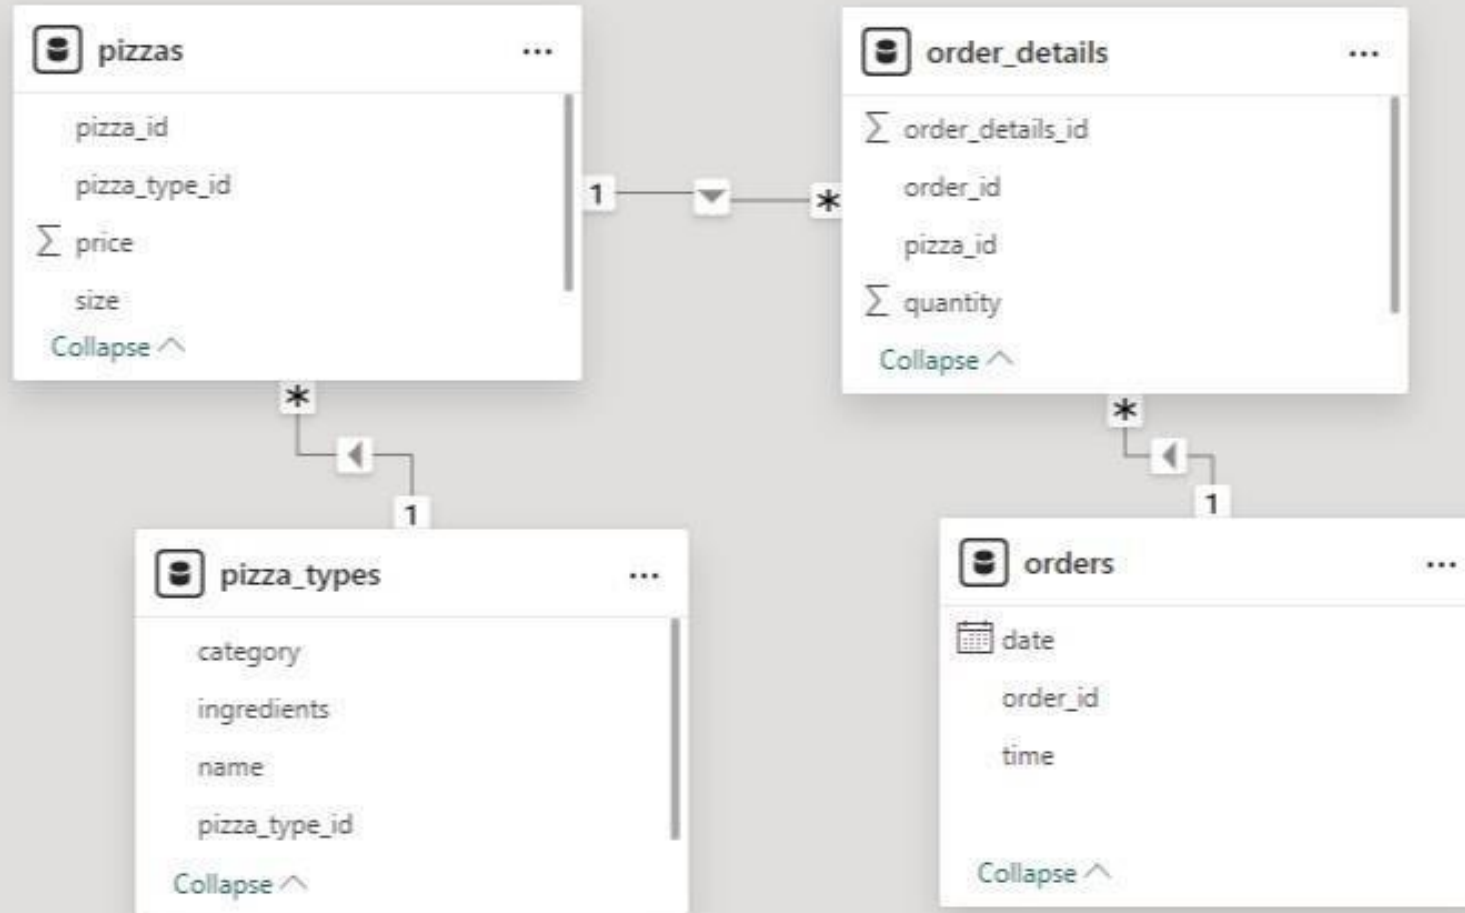 pizzas
...
pizza_id
pizza_type_id
∑ price
size
Collapse
1
*
order_details
...
∑ order_details_id
order_id
pizza_id
∑ quantity
Collapse
*
1
pizza_types
...
category
ingredients
name
pizza_type_id
Collapse
*
1
orders
...
date
order_id
time
Collapse